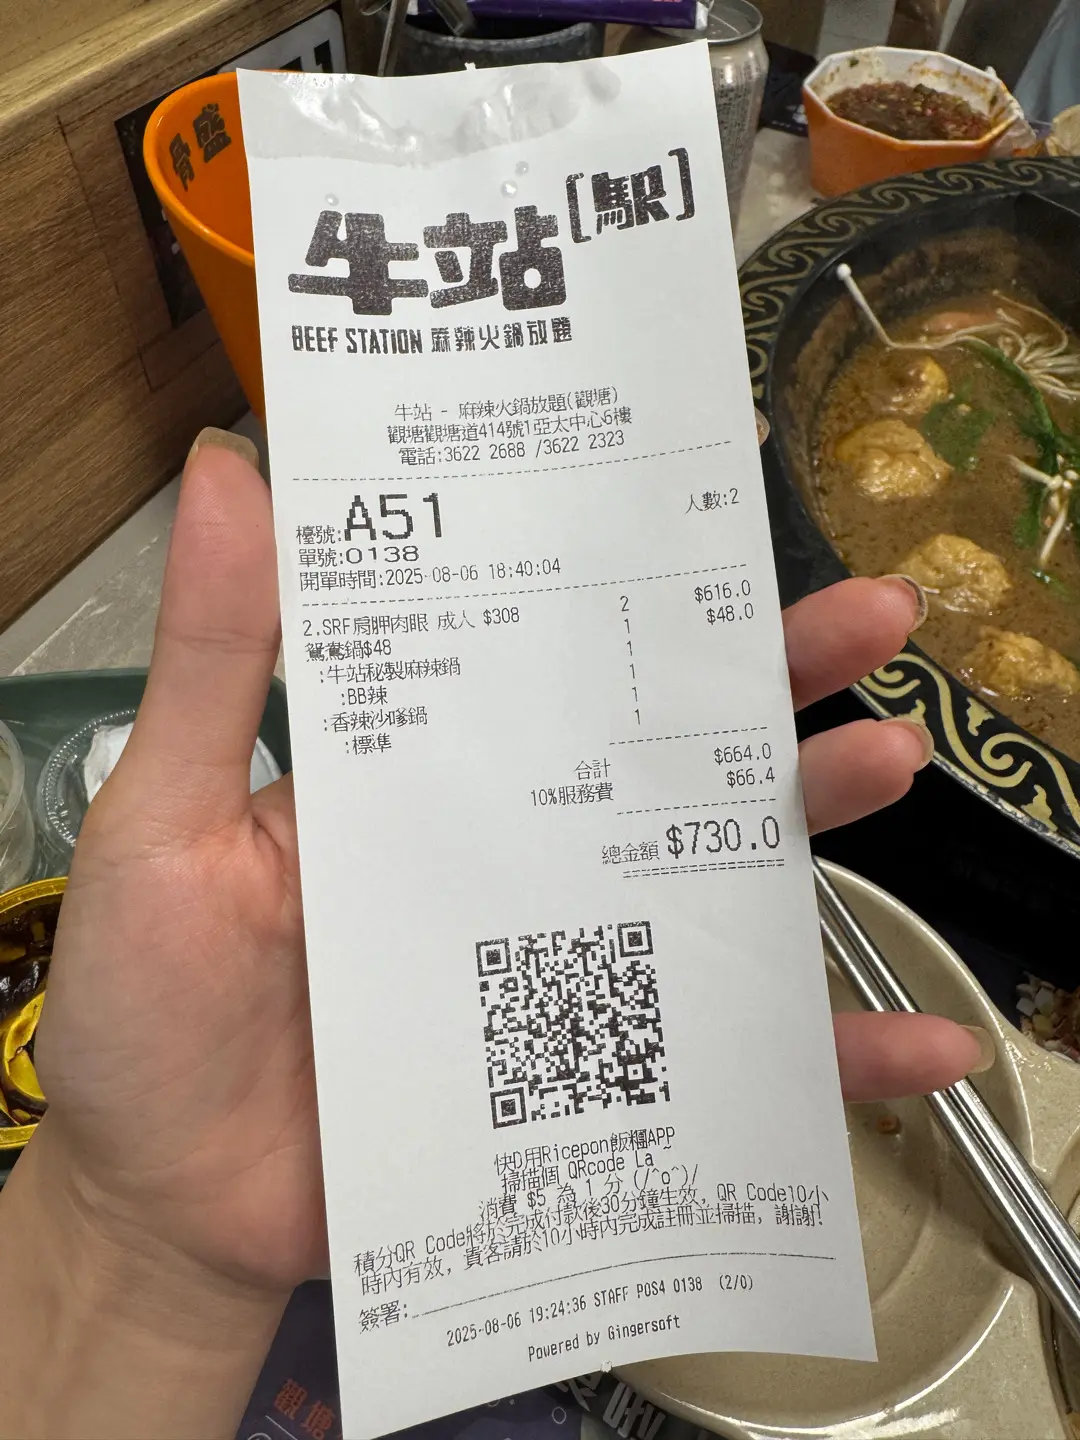 骨盛
牛站[駅]
BEEF STATION 麻辣火鍋放題
牛站 - 麻辣火鍋放題(觀塘)
觀塘觀塘道414號1亞太中心6樓
電話:3622 2688 /3622 2323
檯號:A51 人數:2
單號:0138
開單時間:2025-08-06 18:40:04
2.SRF肩胛肉眼 成人 $308 2 $616.0
鴛鴦鍋$48 1 $48.0
:牛站秘製麻辣鍋 1
:BB辣 1
:香辣沙嗲鍋 1
:標準 1
合計 $664.0
10%服務費 $66.4
總金額 $730.0
快D用Ricepon飯糰APP
掃描個 QRcode La ~
消費 $5 為 1 分 (/^o^)/
積分QR Code將於完成付款後30分鐘生效, QR Code10小
時內有效, 貴客請於10小時內完成註冊並掃描, 謝謝!
簽署:
2025-08-06 19:24:36 STAFF POS4 0138 (2/0)
Powered by Gingersoft
觀塘